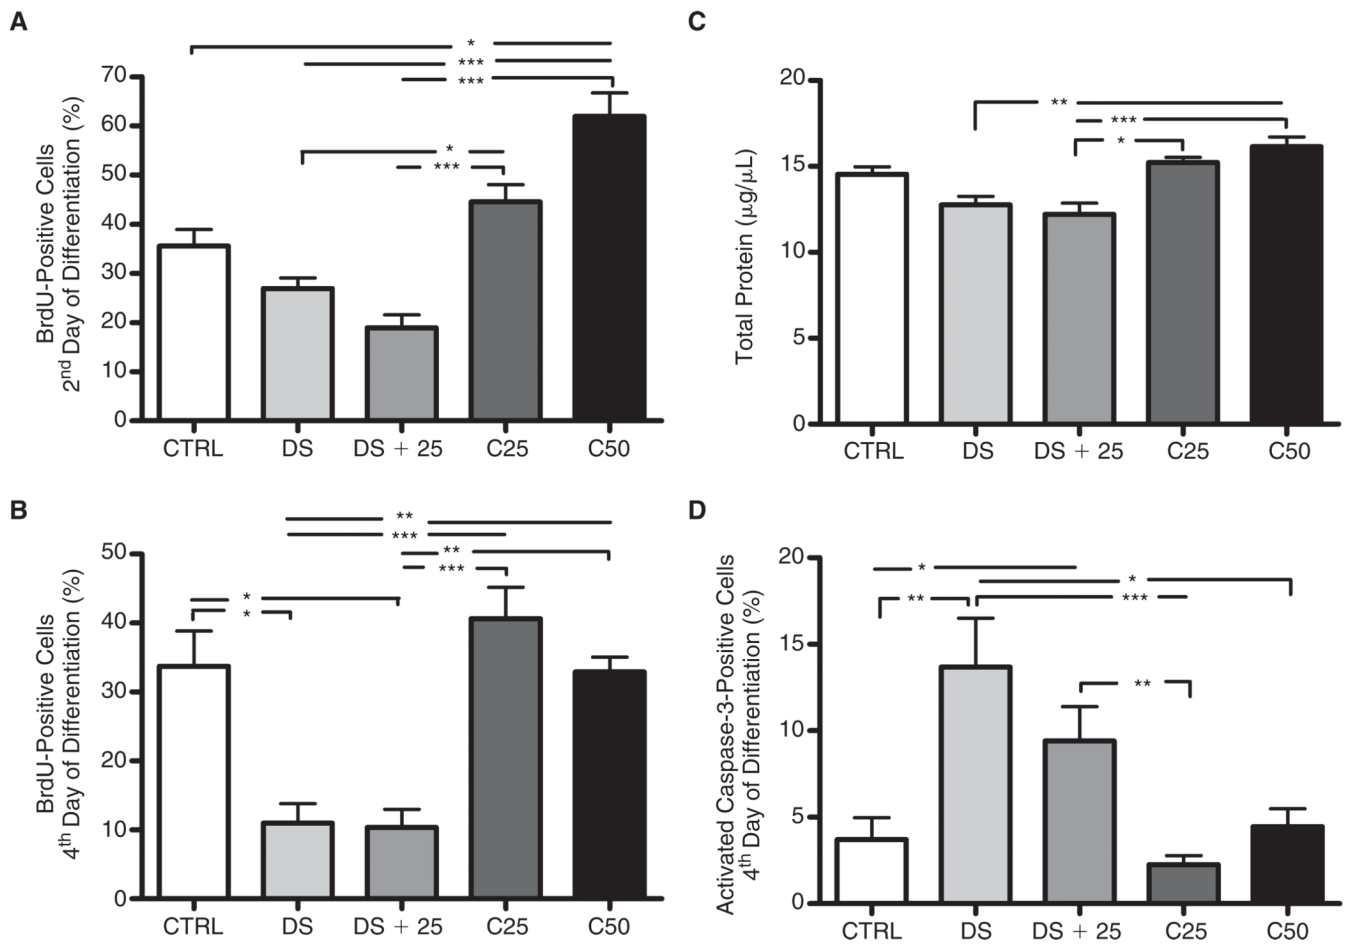 A
*
***
***
*
***
70
60
50
40
30
20
10
0
BrdU-Positive Cells
2nd Day of Differentiation (%)
CTRL DS DS + 25 C25 C50
C
**
***
*
20
15
10
5
0
Total Protein (µg/µL)
CTRL DS DS + 25 C25 C50
B
**
***
**
***
*
*
50
40
30
20
10
0
BrdU-Positive Cells
4th Day of Differentiation (%)
CTRL DS DS + 25 C25 C50
D
*
*
**
***
**
20
15
10
5
0
Activated Caspase-3-Positive Cells
4th Day of Differentiation (%)
CTRL DS DS + 25 C25 C50